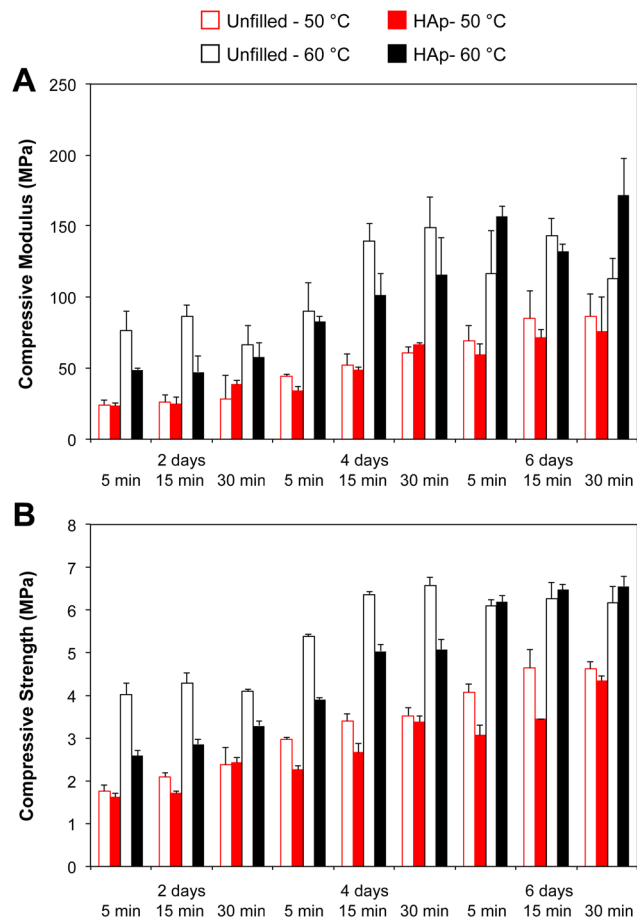 Unfilled - 50 °C HAp- 50 °C
Unfilled - 60 °C HAp- 60 °C
A
Compressive Modulus (MPa)
250
200
150
100
50
0
2 days 4 days 6 days
5 min 15 min 30 min 5 min 15 min 30 min 5 min 15 min 30 min
B
Compressive Strength (MPa)
8
7
6
5
4
3
2
1
0
2 days 4 days 6 days
5 min 15 min 30 min 5 min 15 min 30 min 5 min 15 min 30 min